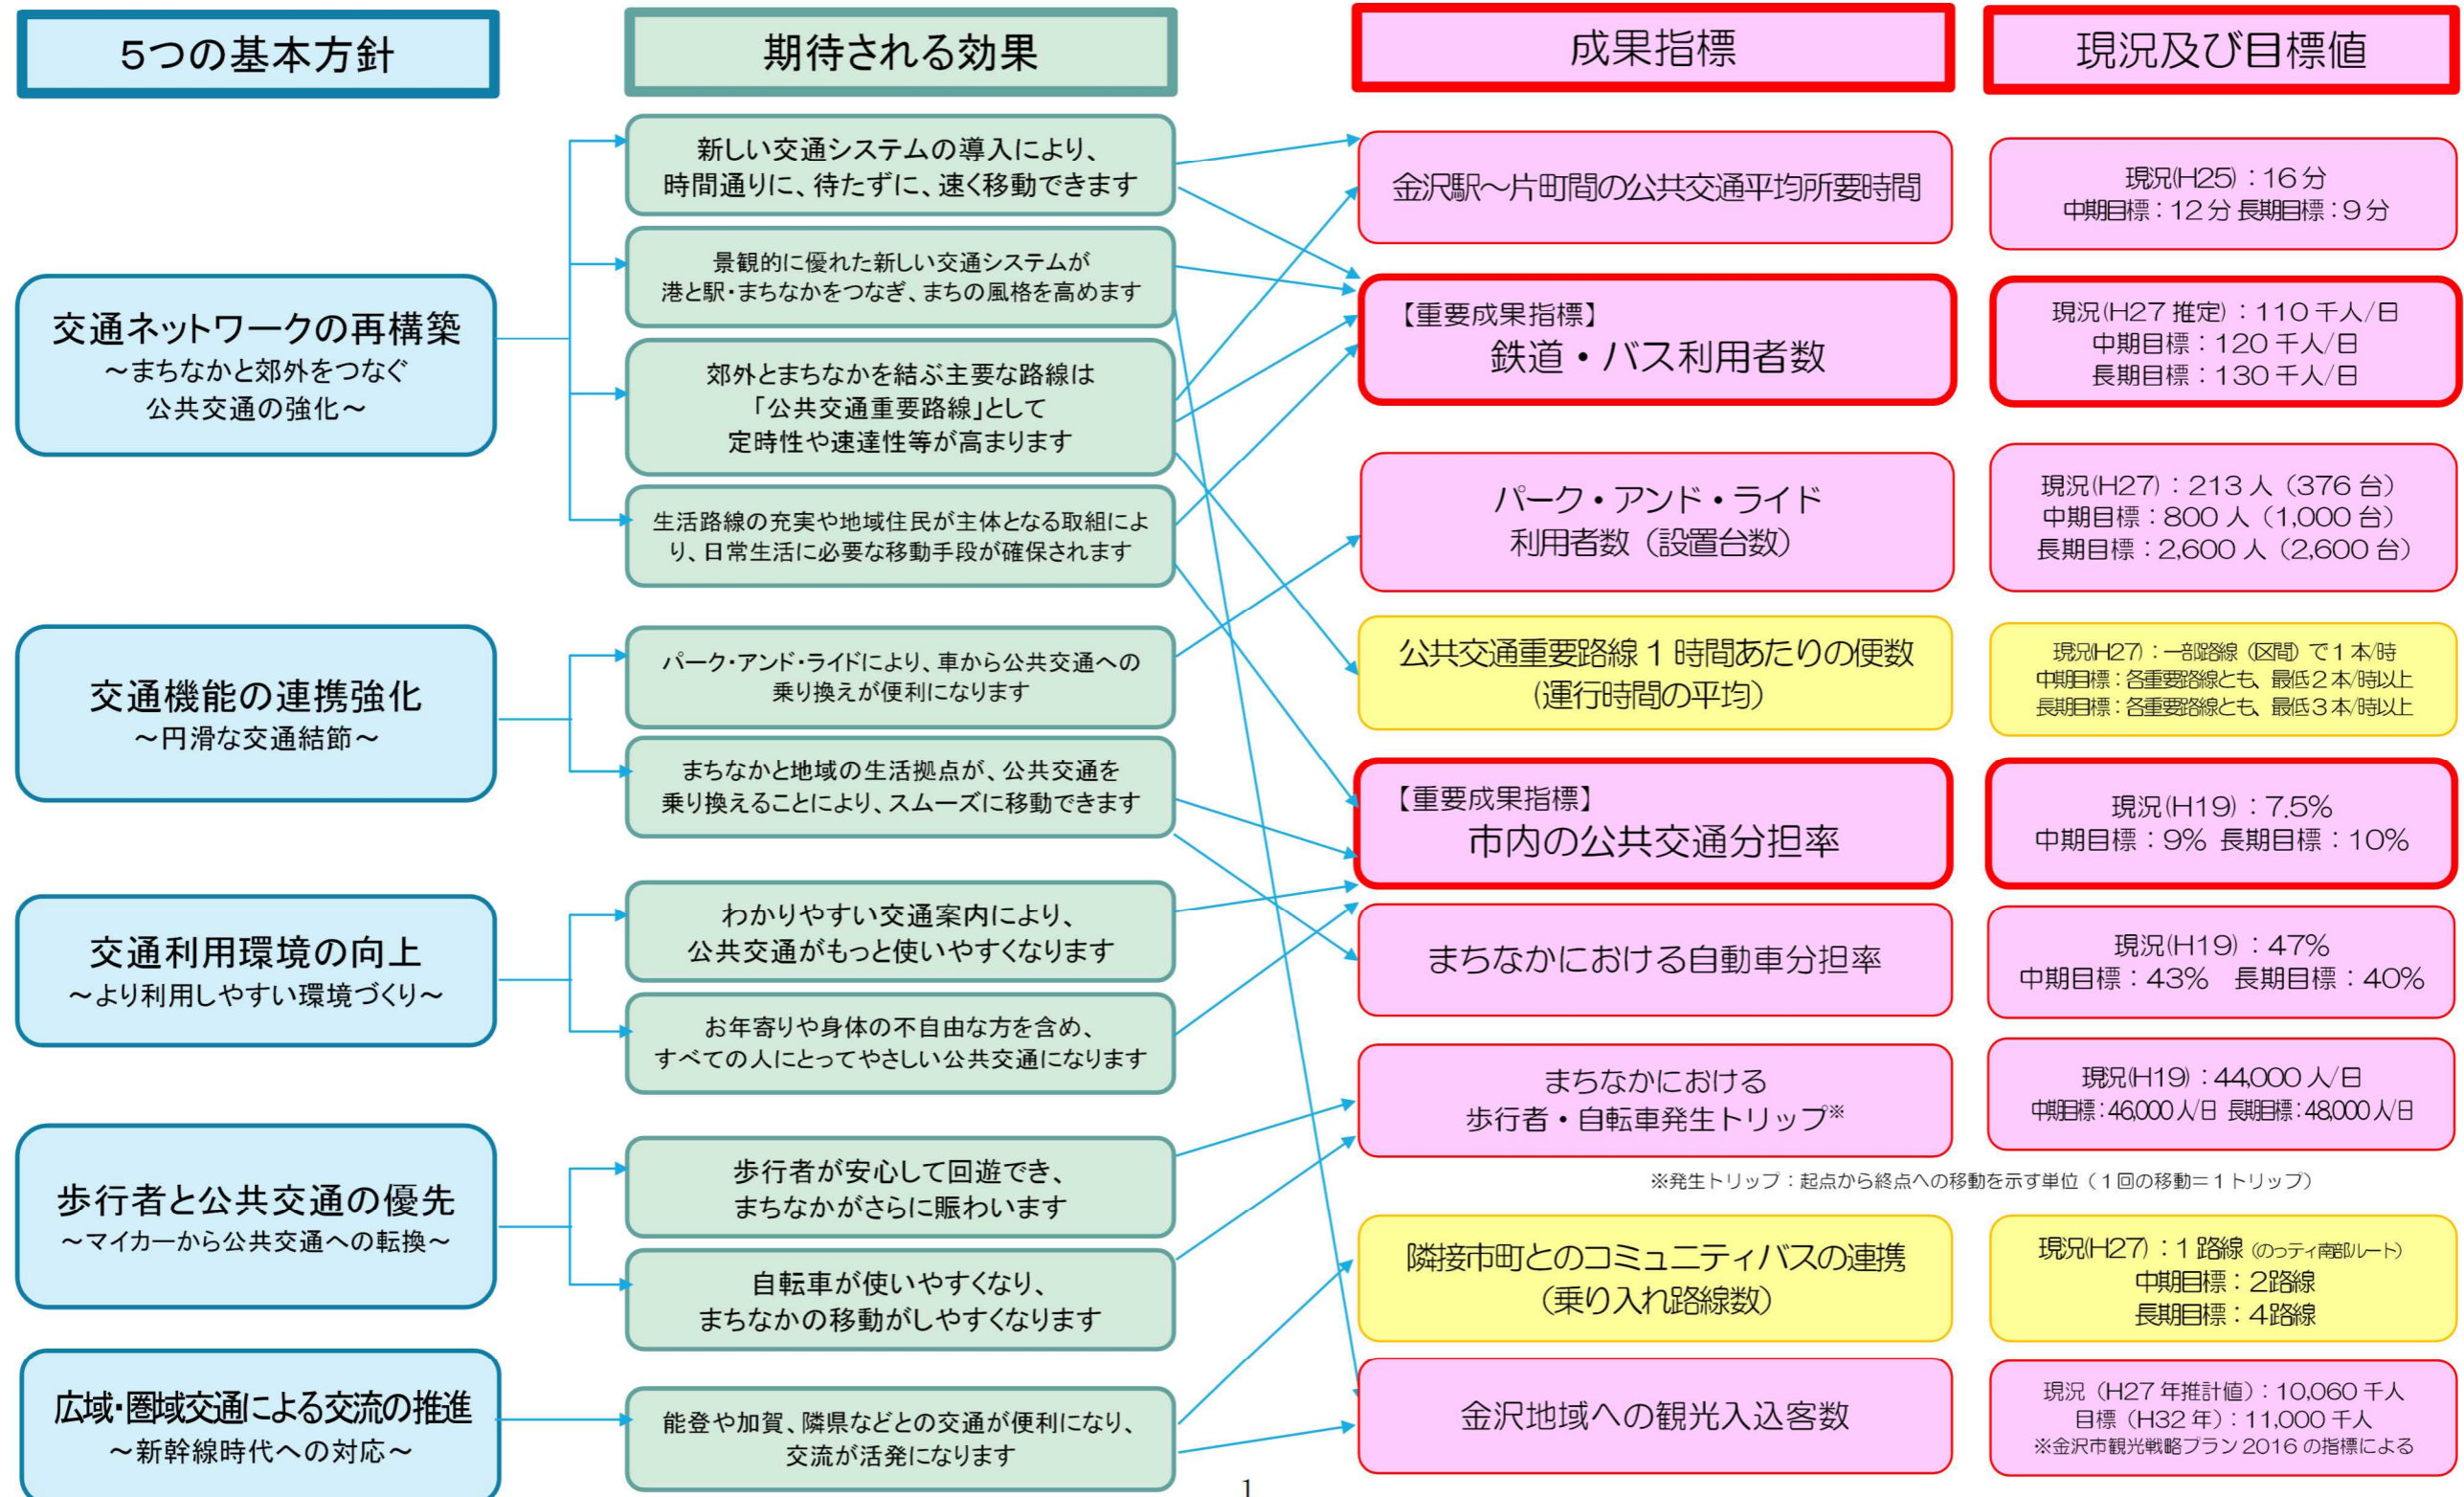 5つの基本方針
期待される効果
成果指標
現況及び目標値
交通ネットワークの再構築
～まちなかと郊外をつなぐ
公共交通の強化～
交通機能の連携強化
～円滑な交通結節～
交通利用環境の向上
～より利用しやすい環境づくり～
歩行者と公共交通の優先
～マイカーから公共交通への転換～
広域・圏域交通による交流の推進
～新幹線時代への対応～
新しい交通システムの導入により、
時間通りに、待たずに、速く移動できます
景観的に優れた新しい交通システムが
港と駅・まちなかをつなぎ、まちの風格を高めます
郊外とまちなかを結ぶ主要な路線は
「公共交通重要路線」として
定時性や速達性等が高まります
生活路線の充実や地域住民が主体となる取組によ
り、日常生活に必要な移動手段が確保されます
パーク・アンド・ライドにより、車から公共交通への
乗り換えが便利になります
まちなかと地域の生活拠点が、公共交通を
乗り換えることにより、スムーズに移動できます
わかりやすい交通案内により、
公共交通がもっと使いやすくなります
お年寄りや身体の不自由な方を含め、
すべての人にとってやさしい公共交通になります
歩行者が安心して回遊でき、
まちなかがさらに賑わいます
自転車が使いやすくなり、
まちなかの移動がしやすくなります
能登や加賀、隣県などとの交通が便利になり、
交流が活発になります
金沢駅～片町間の公共交通平均所要時間
【重要成果指標】
鉄道・バス利用者数
パーク・アンド・ライド
利用者数（設置台数）
公共交通重要路線1時間あたりの便数
(運行時間の平均)
【重要成果指標】
市内の公共交通分担率
まちなかにおける自動車分担率
まちなかにおける
歩行者・自転車発生トリップ※
隣接市町とのコミュニティバスの連携
（乗り入れ路線数）
金沢地域への観光入込客数
現況(H25)：16分
中期目標：12分 長期目標：9分
現況(H27推定)：110千人/日
中期目標：120千人/日
長期目標：130千人/日
現況(H27)：213人（376台）
中期目標：800人（1,000台）
長期目標：2,600人（2,600台）
現況(H27)：一部路線（区間）で1本/時
中期目標：各重要路線とも、最低2本/時以上
長期目標：各重要路線とも、最低3本/時以上
現況(H19)：7.5%
中期目標：9% 長期目標：10%
現況(H19)：47%
中期目標：43%　長期目標：40%
現況(H19)：44,000人/日
中期目標：46,000人/日 長期目標：48,000人/日
※発生トリップ：起点から終点への移動を示す単位（1回の移動＝1トリップ）
現況(H27)：1路線（のっティ南部ルート）
中期目標：2路線
長期目標：4路線
現況（H27年推計値）：10,060千人
目標（H32年）：11,000千人
※金沢市観光戦略プラン2016の指標による
1